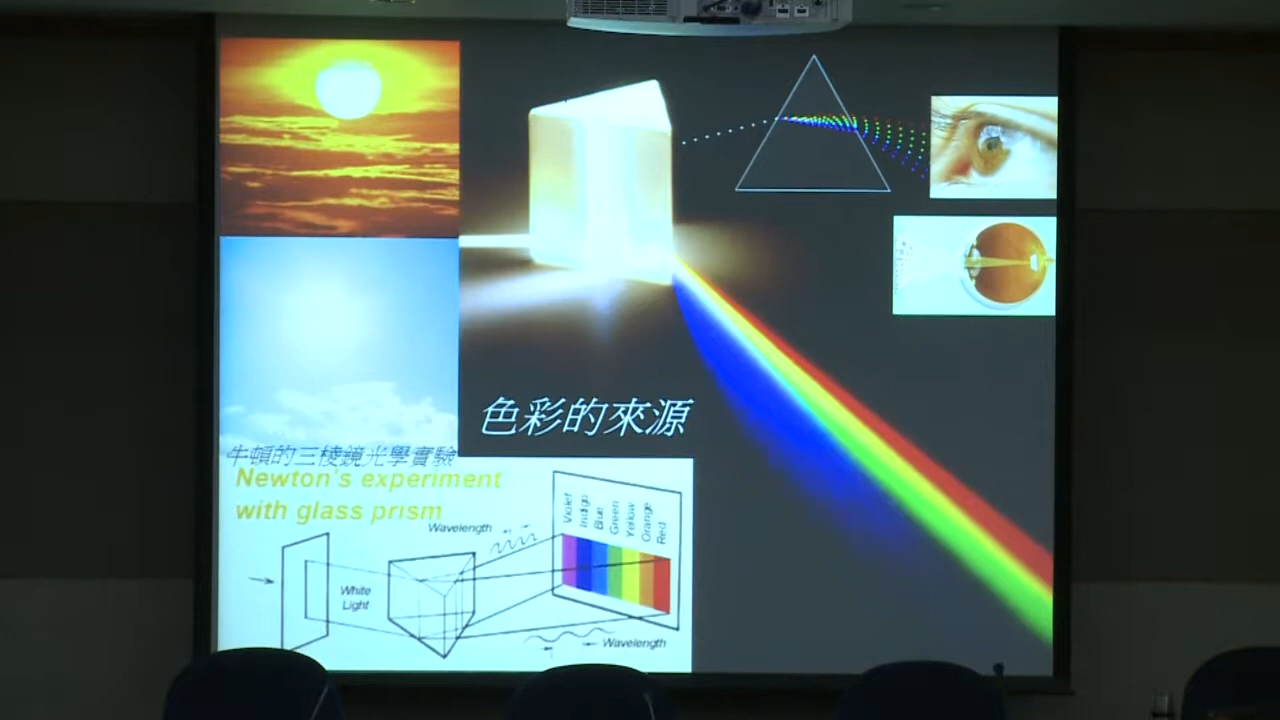 色彩的來源
牛頓的三棱鏡光學實驗
Newton's experiment
with glass prism
Wavelength
Violet
Indigo
Blue
Green
Yellow
Orange
Red
White
Light
Wavelength